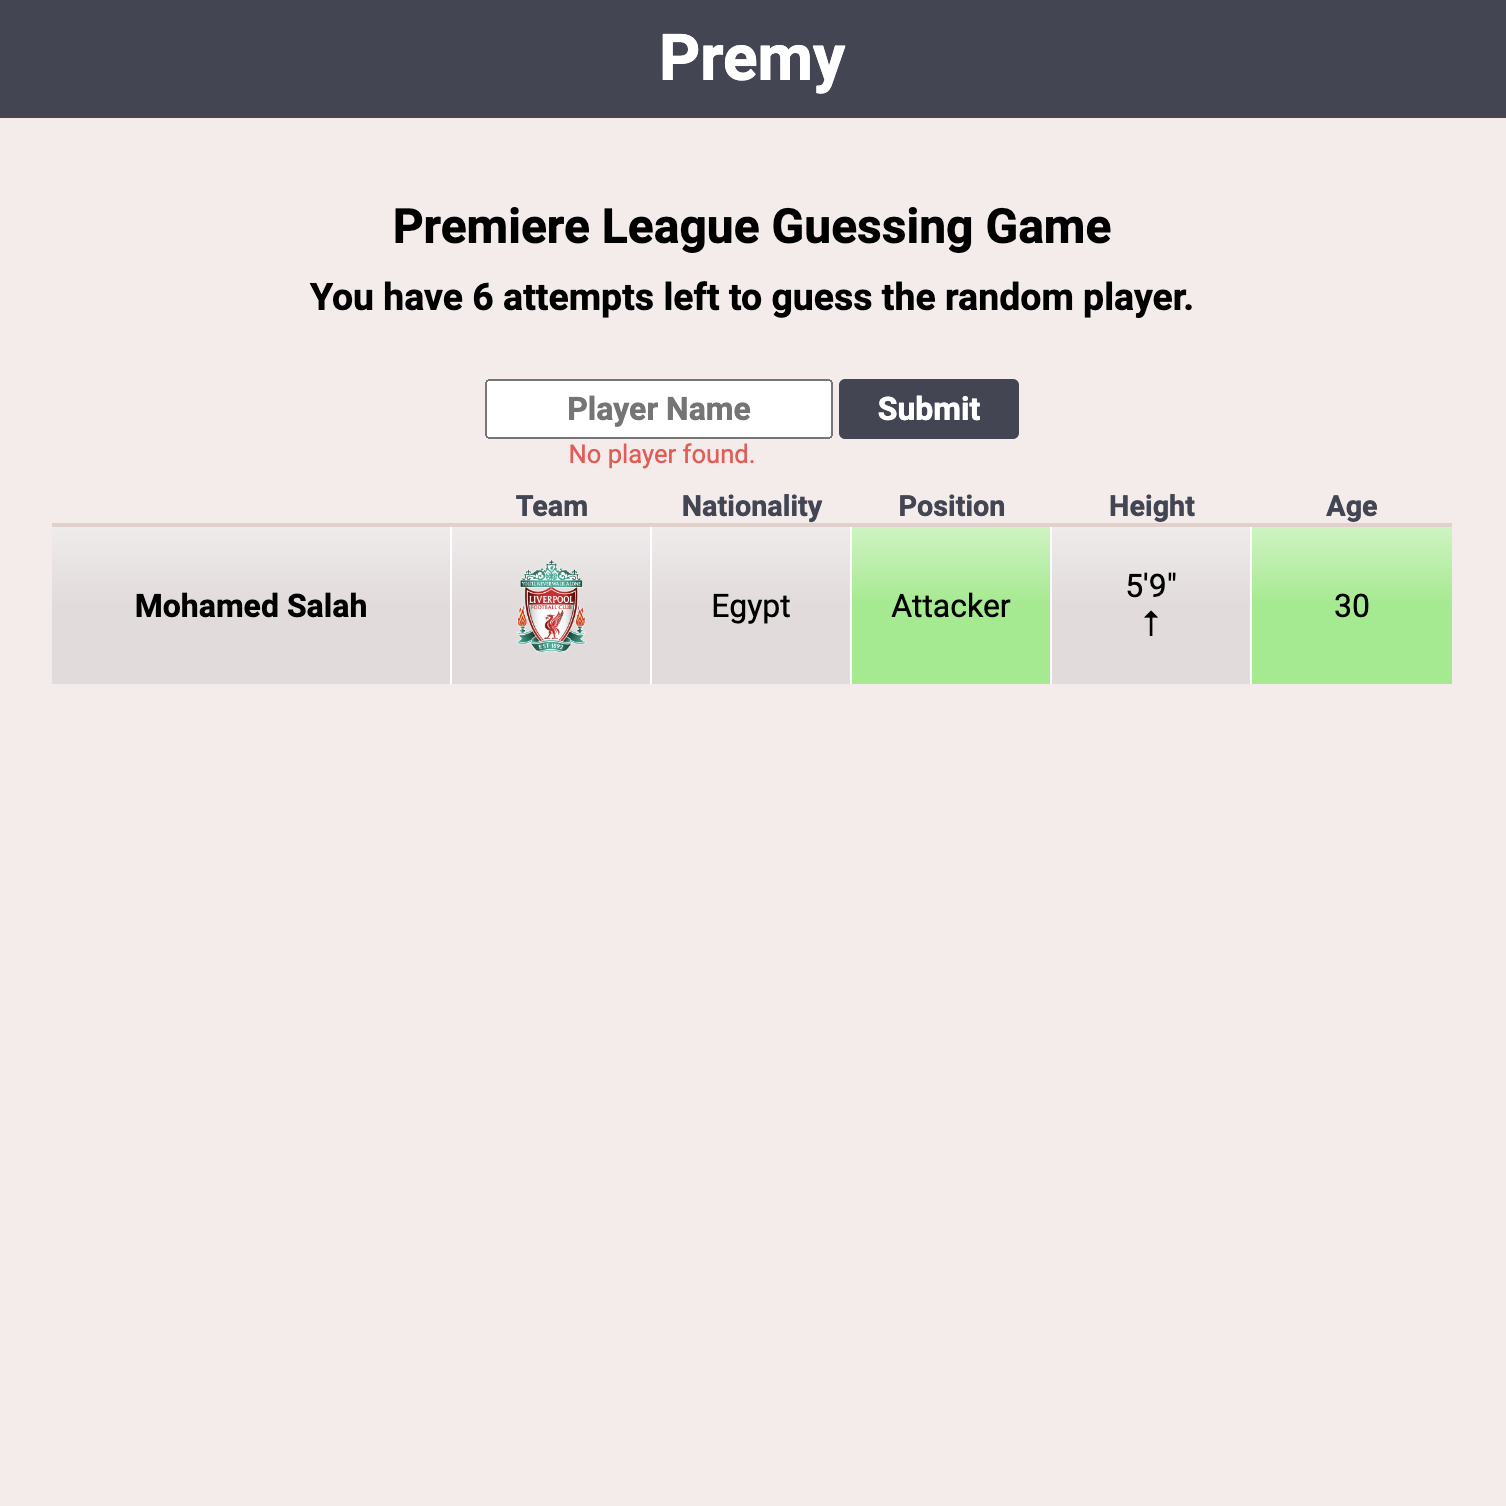 Premy
Premiere League Guessing Game
You have 6 attempts left to guess the random player.
Player Name Submit
No player found.
Team Nationality Position Height Age
YOU'LL NEVER WALK ALONE
LIVERPOOL
FOOTBALL CLUB
EST·1892
Mohamed Salah Egypt Attacker 5'9" 30
↑